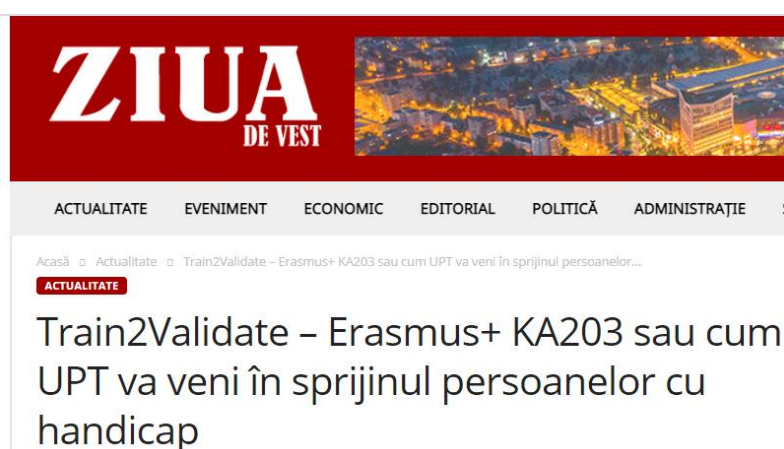 ZIUA
DE VEST
ACTUALITATE EVENIMENT ECONOMIC EDITORIAL POLITICĂ ADMINISTRAȚIE
Acasă Actualitate Train2Validate – Erasmus+ KA203 sau cum UPT va veni în sprijinul persoanelor...
ACTUALITATE
Train2Validate – Erasmus+ KA203 sau cum
UPT va veni în sprijinul persoanelor cu
handicap